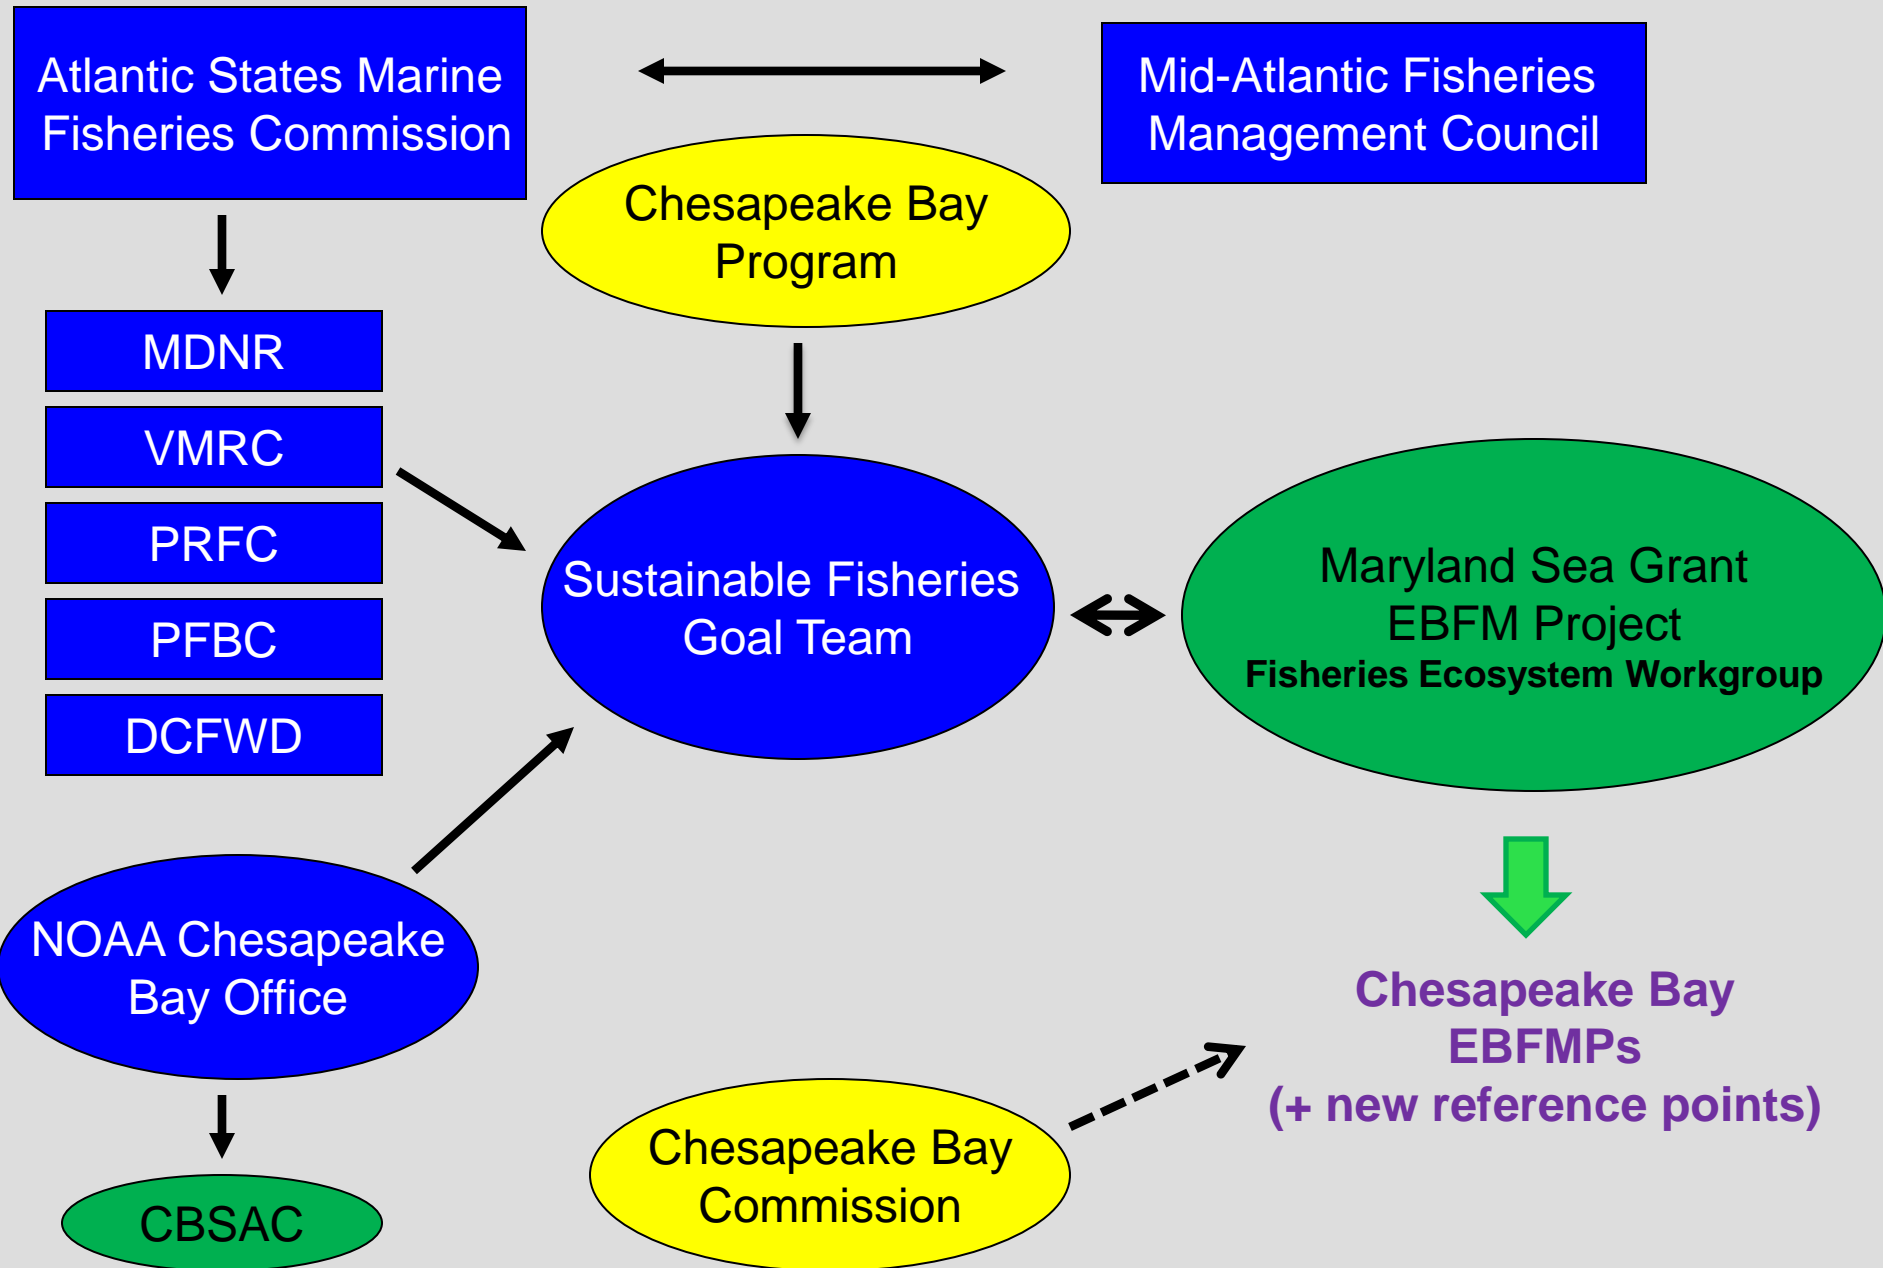 Atlantic States Marine
Fisheries Commission
Mid-Atlantic Fisheries
Management Council
Chesapeake Bay
Program
MDNR
VMRC
PRFC
PFBC
DCFWD
Sustainable Fisheries
Goal Team
Maryland Sea Grant
EBFM Project
Fisheries Ecosystem Workgroup
NOAA Chesapeake
Bay Office
Chesapeake Bay
EBFMPs
(+ new reference points)
Chesapeake Bay
Commission
CBSAC